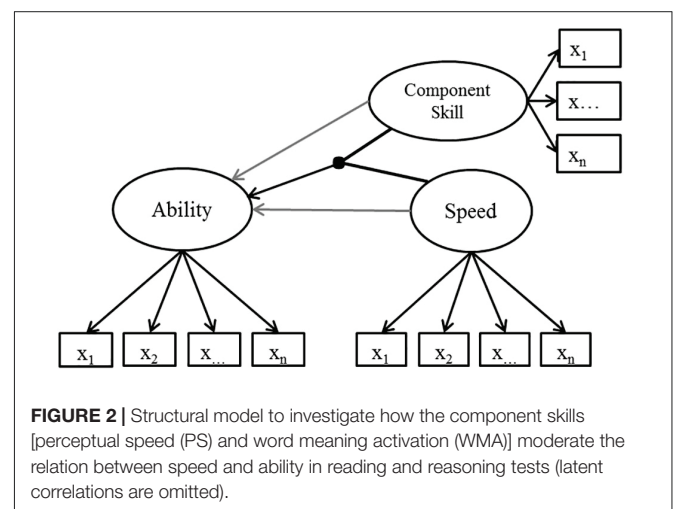 x1
Component
Skill
x…
xn
Ability
Speed
x1 x2 x… xn x1 x2 x… xn
FIGURE 2 | Structural model to investigate how the component skills
[perceptual speed (PS) and word meaning activation (WMA)] moderate the
relation between speed and ability in reading and reasoning tests (latent
correlations are omitted).